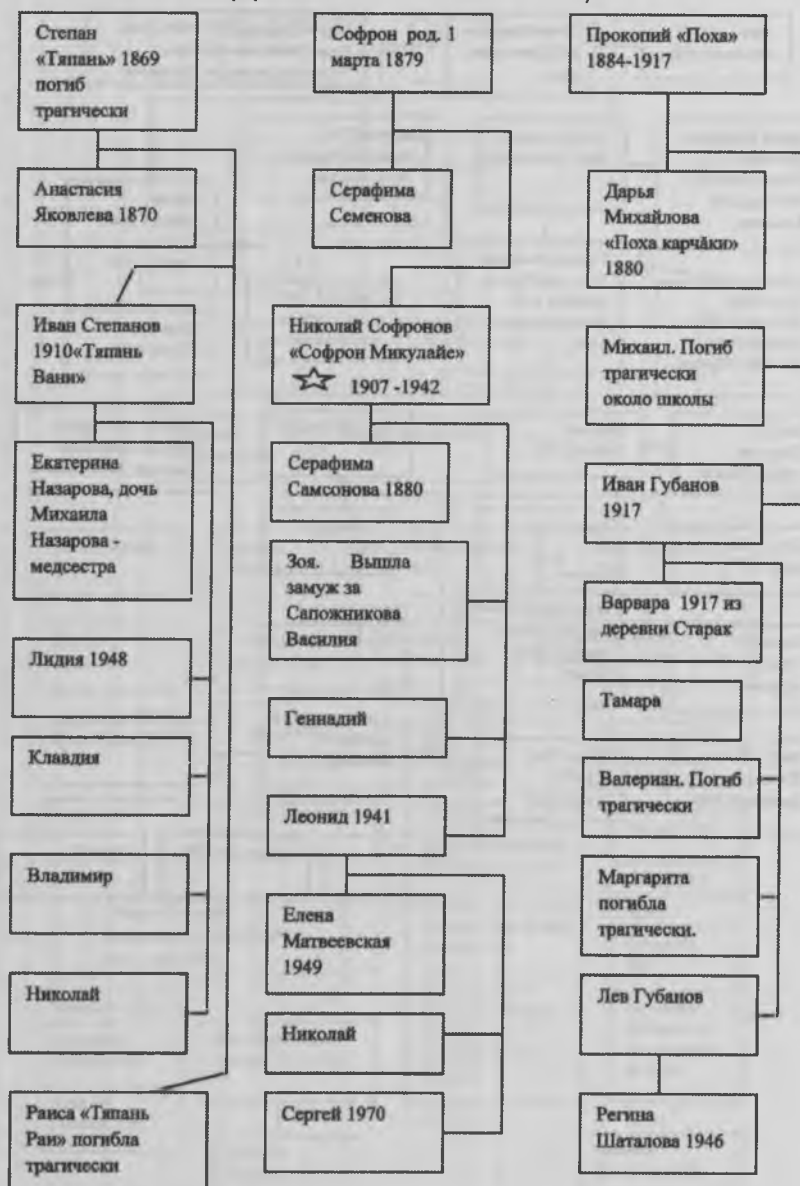 Степан
«Тяпань» 1869
погиб
трагически
Анастасия
Яковлева 1870
Иван Степанов
1910«Тяпань
Вани»
Екатерина
Назарова, дочь
Михаила
Назарова -
медсестра
Лидия 1948
Клавдия
Владимир
Николай
Раиса «Тяпань
Раи» погибла
трагически
Софрон род. 1
марта 1879
Серафима
Семенова
Николай Софронов
«Софрон Микулайе»
1907 -1942
Серафима
Самсонова 1880
Зоя. Вышла
замуж за
Сапожникова
Василия
Геннадий
Леонид 1941
Елена
Матвеевская
1949
Николай
Сергей 1970
Прокопий «Поха»
1884-1917
Дарья
Михайлова
«Поха карчӑки»
1880
Михаил. Погиб
трагически
около школы
Иван Губанов
1917
Варвара 1917 из
деревни Старак
Тамара
Валериан. Погиб
трагически
Маргарита
погибла
трагически.
Лев Губанов
Регина
Шаталова 1946